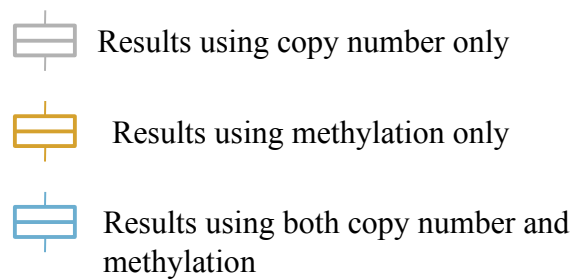 Results using copy number only
Results using methylation only
Results using both copy number and
methylation